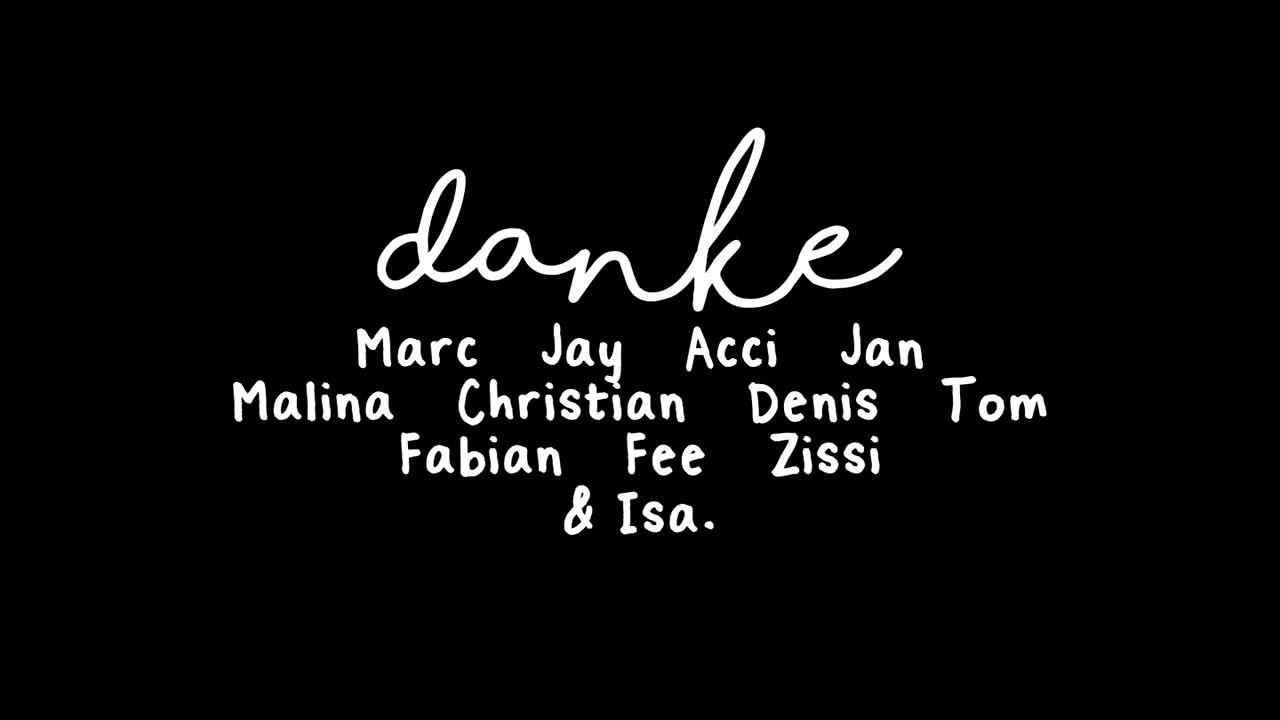 danke
Marc Jay Acci Jan
Malina Christian Denis Tom
Fabian Fee Zissi
& Isa.